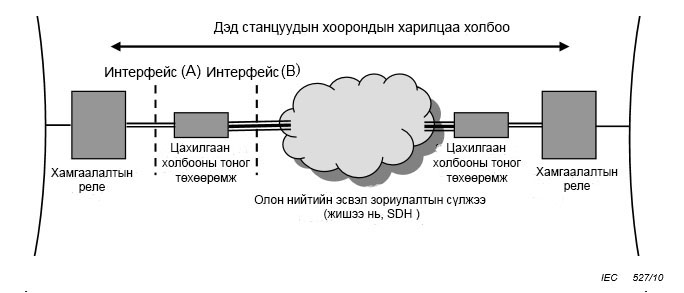 Дэд станцуудын хоорондын харилцаа холбоо
Интерфейс (A) Интерфейс (B)
Хамгаалалтын
реле
Цахилгаан
холбооны тоног
төхөөрөмж
Олон нийтийн эсвэл зориулалтын сүлжээ
(жишээ нь, SDH )
Цахилгаан
холбооны тоног
төхөөрөмж
Хамгаалалтын
реле
IEC 527/10